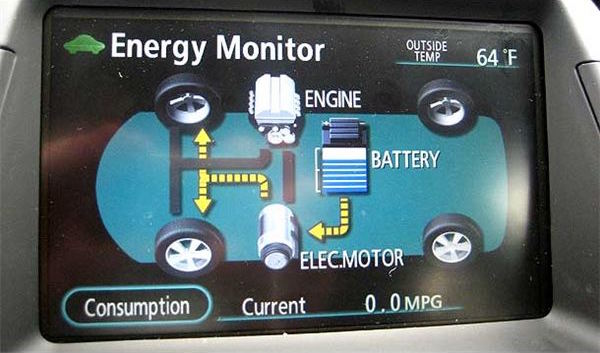 Energy Monitor
OUTSIDE
TEMP
64°F
ENGINE
BATTERY
ELEC.MOTOR
Consumption
Current
0.0 MPG